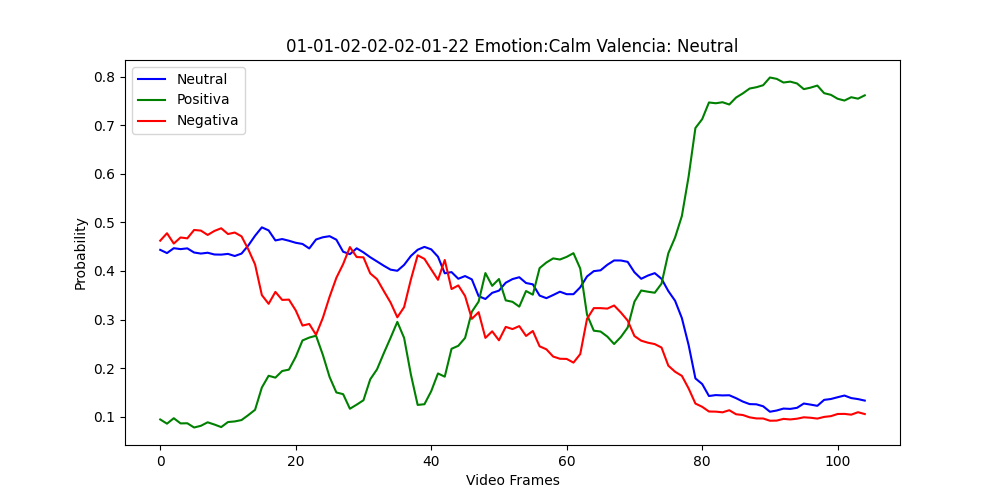 01-01-02-02-02-01-22 Emotion:Calm Valencia: Neutral
Neutral
Positiva
Negativa
Probability
0.8
0.7
0.6
0.5
0.4
0.3
0.2
0.1
0 20 40 60 80 100
Video Frames